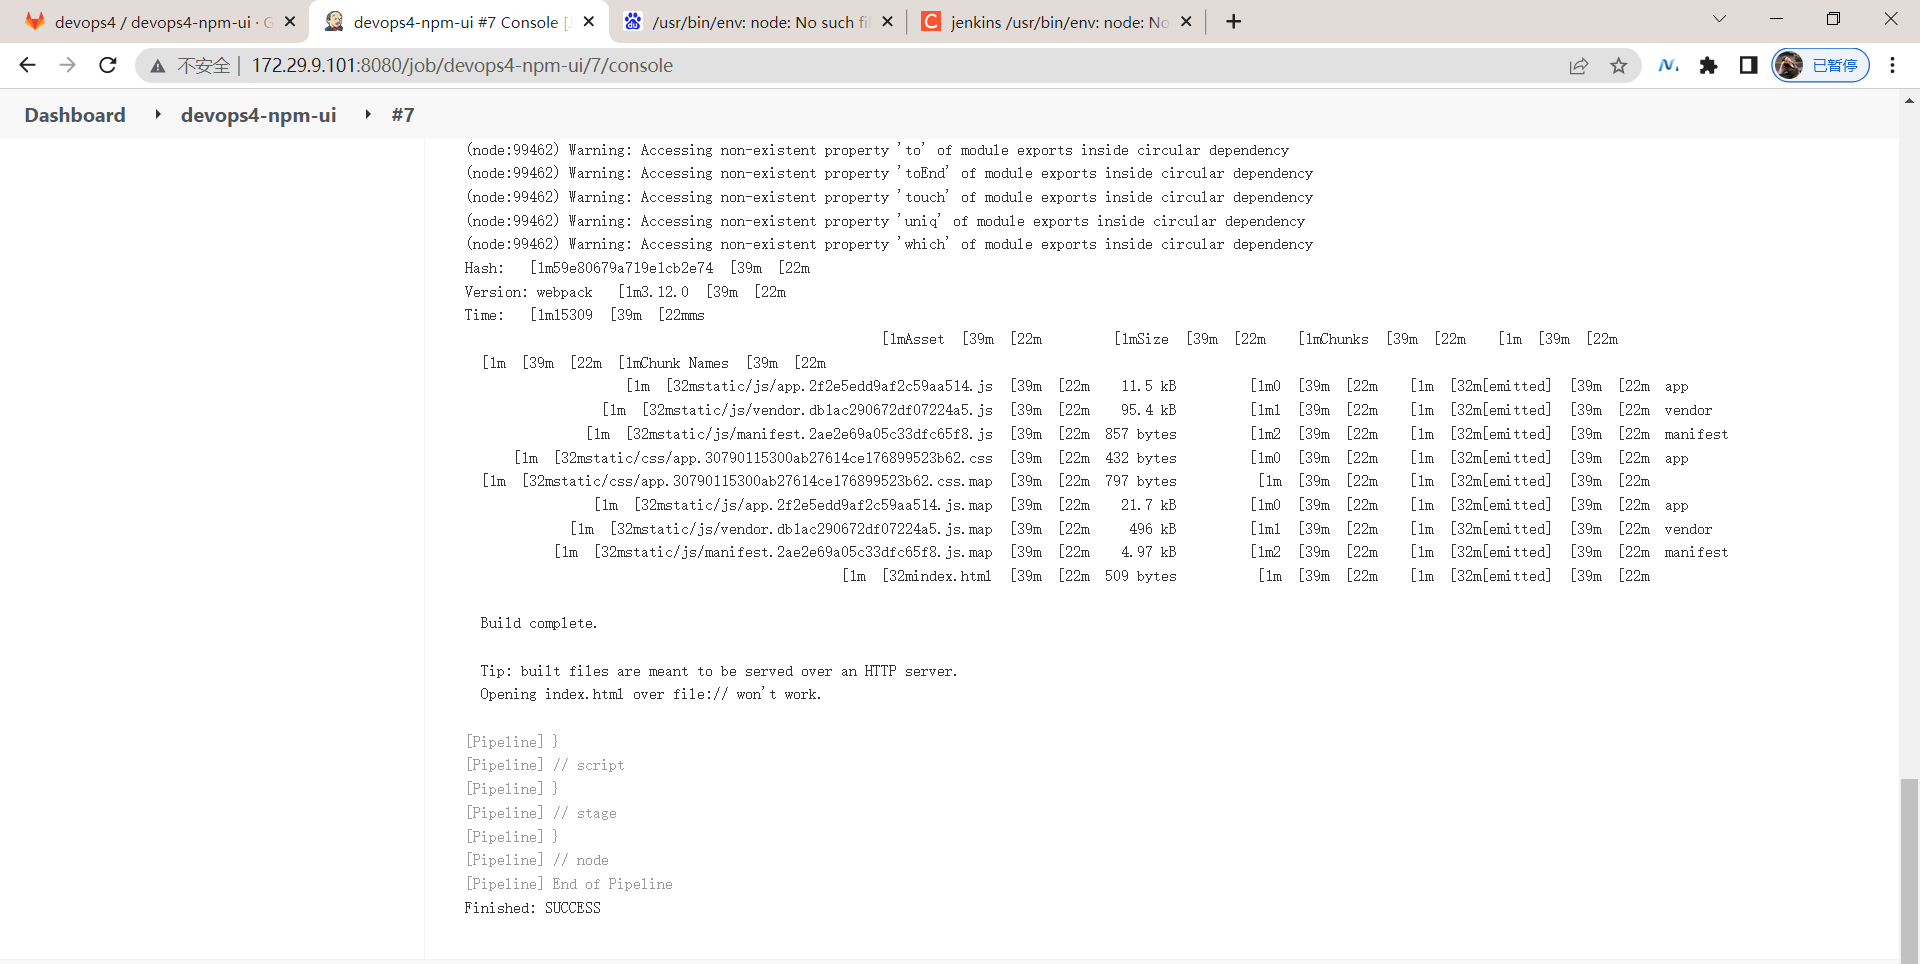 devops4 / devops4-npm-ui · G
devops4-npm-ui #7 Console [J
/usr/bin/env: node: No such fil
jenkins /usr/bin/env: node: No
不安全 | 172.29.9.101:8080/job/devops4-npm-ui/7/console
已暂停
Dashboard devops4-npm-ui #7
(node:99462) Warning: Accessing non-existent property 'to' of module exports inside circular dependency
(node:99462) Warning: Accessing non-existent property 'toEnd' of module exports inside circular dependency
(node:99462) Warning: Accessing non-existent property 'touch' of module exports inside circular dependency
(node:99462) Warning: Accessing non-existent property 'uniq' of module exports inside circular dependency
(node:99462) Warning: Accessing non-existent property 'which' of module exports inside circular dependency
Hash: [1m59e80679a719e1cb2e74 [39m [22m
Version: webpack [1m3.12.0 [39m [22m
Time: [1m15309 [39m [22mms
[1mAsset [39m [22m [1mSize [39m [22m [1mChunks [39m [22m [1m [39m [22m
[1m [39m [22m [1mChunk Names [39m [22m
[1m [32mstatic/js/app.2f2e5edd9af2c59aa514.js [39m [22m 11.5 kB [1m0 [39m [22m [1m [32m[emitted] [39m [22m app
[1m [32mstatic/js/vendor.db1ac290672df07224a5.js [39m [22m 95.4 kB [1m1 [39m [22m [1m [32m[emitted] [39m [22m vendor
[1m [32mstatic/js/manifest.2ae2e69a05c33dfc65f8.js [39m [22m 857 bytes [1m2 [39m [22m [1m [32m[emitted] [39m [22m manifest
[1m [32mstatic/css/app.30790115300ab27614ce176899523b62.css [39m [22m 432 bytes [1m0 [39m [22m [1m [32m[emitted] [39m [22m app
[1m [32mstatic/css/app.30790115300ab27614ce176899523b62.css.map [39m [22m 797 bytes [1m [39m [22m [1m [32m[emitted] [39m [22m
[1m [32mstatic/js/app.2f2e5edd9af2c59aa514.js.map [39m [22m 21.7 kB [1m0 [39m [22m [1m [32m[emitted] [39m [22m app
[1m [32mstatic/js/vendor.db1ac290672df07224a5.js.map [39m [22m 496 kB [1m1 [39m [22m [1m [32m[emitted] [39m [22m vendor
[1m [32mstatic/js/manifest.2ae2e69a05c33dfc65f8.js.map [39m [22m 4.97 kB [1m2 [39m [22m [1m [32m[emitted] [39m [22m manifest
[1m [32mindex.html [39m [22m 509 bytes [1m [39m [22m [1m [32m[emitted] [39m [22m
Build complete.
Tip: built files are meant to be served over an HTTP server.
Opening index.html over file:// won't work.
[Pipeline] }
[Pipeline] // script
[Pipeline] }
[Pipeline] // stage
[Pipeline] }
[Pipeline] // node
[Pipeline] End of Pipeline
Finished: SUCCESS